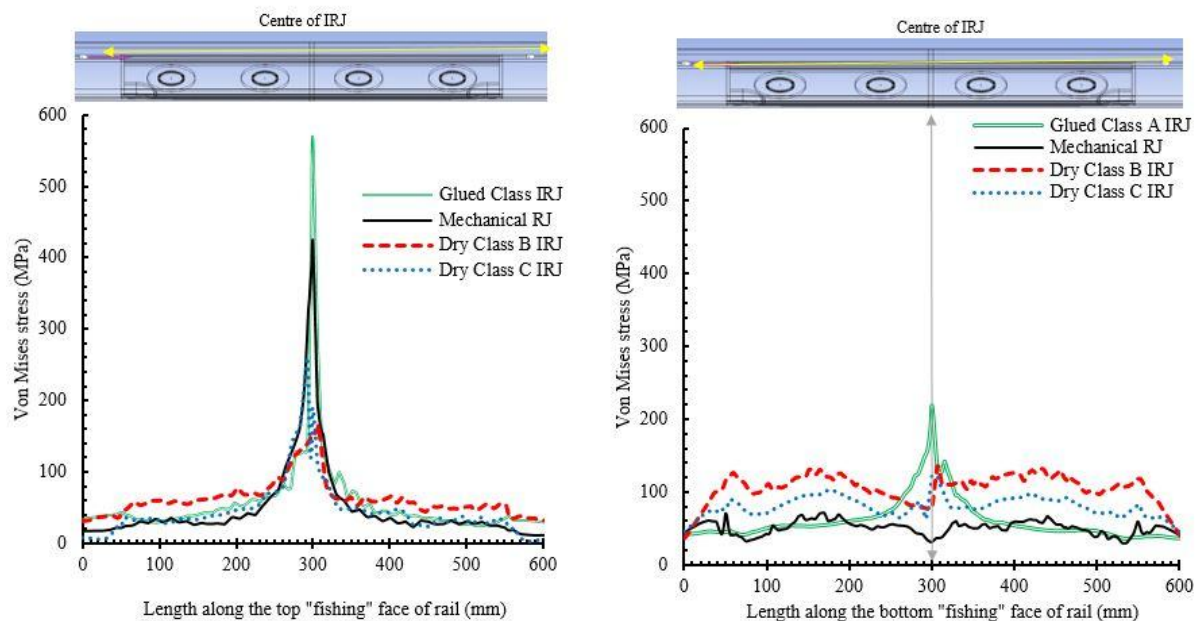 Centre of IRJ
600
500
400
300
200
100
0
Von Mises stress (MPa)
Glued Class IRJ
Mechanical RJ
Dry Class B IRJ
Dry Class C IRJ
0 100 200 300 400 500 600
Length along the top "fishing" face of rail (mm)
Centre of IRJ
600
500
400
300
200
100
0
Von Mises stress (MPa)
Glued Class A IRJ
Mechanical RJ
Dry Class B IRJ
Dry Class C IRJ
0 100 200 300 400 500 600
Length along the bottom "fishing" face of rail (mm)